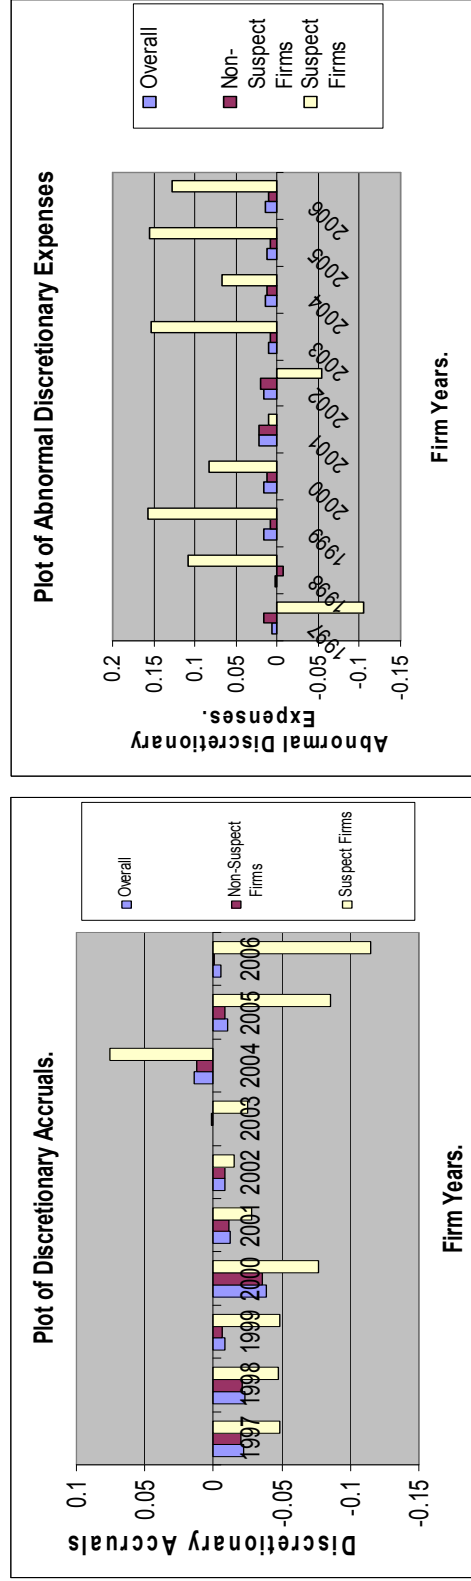 Plot of Discretionary Accruals.
Discretionary Accruals
0.1
0.05
0
-0.05
-0.1
-0.15
1997
1998
1999
2000
2001
2002
2003
2004
2005
2006
Firm Years.
Overall
Non-Suspect
Firms
Suspect Firms
Plot of Abnormal Discretionary Expenses
Abnormal Discretionary
Expenses.
0.2
0.15
0.1
0.05
0
-0.05
-0.1
-0.15
1997
1998
1999
2000
2001
2002
2003
2004
2005
2006
Firm Years.
Overall
Non-
Suspect
Firms
Suspect
Firms